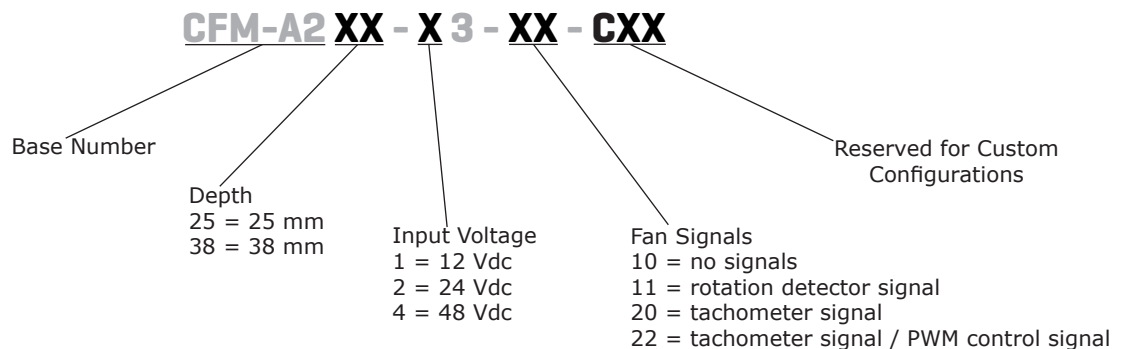 CFM-A2 XX - X 3 - XX - CXX
Base Number
Depth
25 = 25 mm
38 = 38 mm
Input Voltage
1 = 12 Vdc
2 = 24 Vdc
4 = 48 Vdc
Fan Signals
10 = no signals
11 = rotation detector signal
20 = tachometer signal
22 = tachometer signal / PWM control signal
Reserved for Custom
Configurations